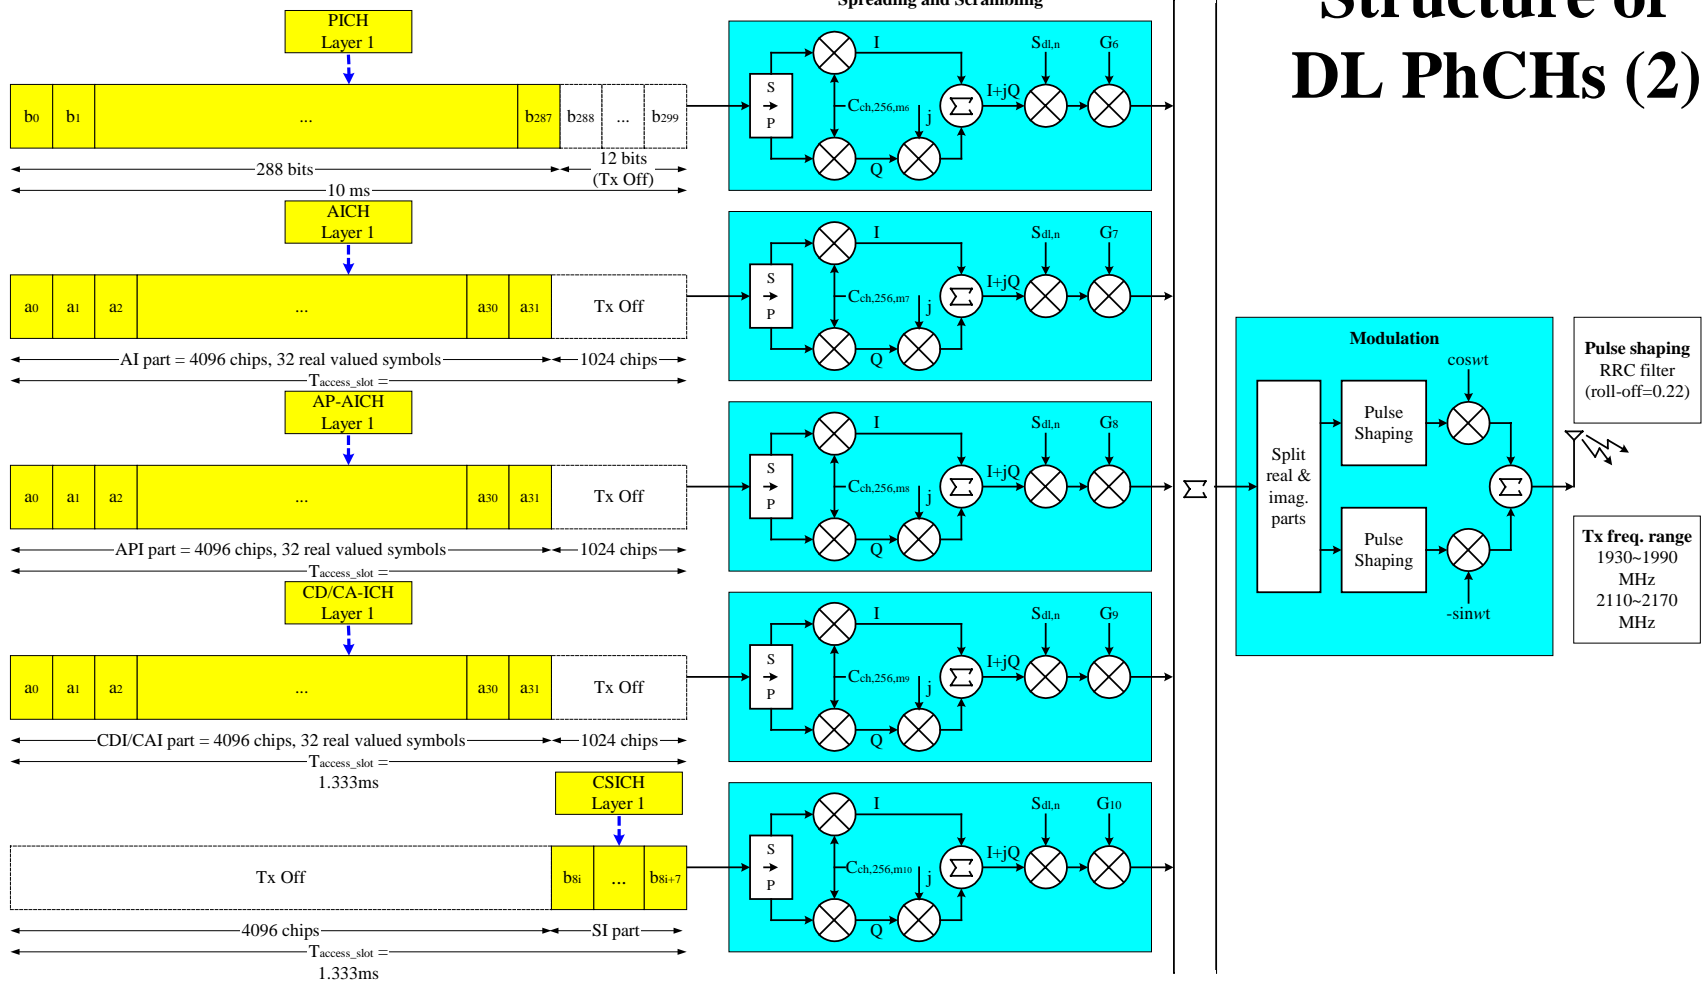 Spreading and Scrambling
Structure of
DL PhCHs (2)
PICH
Layer 1
b0 b1 ... b287 b288 ... b299
288 bits
12 bits
(Tx Off)
10 ms
S
P
I
Cch,256,m6
j
Q
I+jQ
Sdl,n
G6
AICH
Layer 1
a0 a1 a2 ... a30 a31 Tx Off
AI part = 4096 chips, 32 real valued symbols
1024 chips
Taccess_slot =
S
P
I
Cch,256,m7
j
Q
I+jQ
Sdl,n
G7
AP-AICH
Layer 1
a0 a1 a2 ... a30 a31 Tx Off
API part = 4096 chips, 32 real valued symbols
1024 chips
Taccess_slot =
S
P
I
Cch,256,m8
j
Q
I+jQ
Sdl,n
G8
CD/CA-ICH
Layer 1
a0 a1 a2 ... a30 a31 Tx Off
CDI/CAI part = 4096 chips, 32 real valued symbols
1024 chips
Taccess_slot =
1.333ms
S
P
I
Cch,256,m9
j
Q
I+jQ
Sdl,n
G9
CSICH
Layer 1
Tx Off b8i ... b8i+7
4096 chips
SI part
Taccess_slot =
1.333ms
S
P
I
Cch,256,m10
j
Q
I+jQ
Sdl,n
G10
Σ
Modulation
Split
real &
imag.
parts
Pulse
Shaping
Pulse
Shaping
coswt
-sinwt
Σ
Pulse shaping
RRC filter
(roll-off=0.22)
Tx freq. range
1930~1990
MHz
2110~2170
MHz